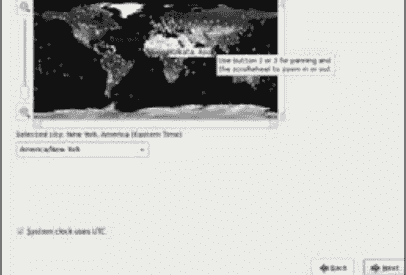 Use button 2 or 3 for panning and
the scrollwheel to zoom in or out.
Selected city: New York, America (Eastern Time)
America/New York
System clock uses UTC
Back
Next